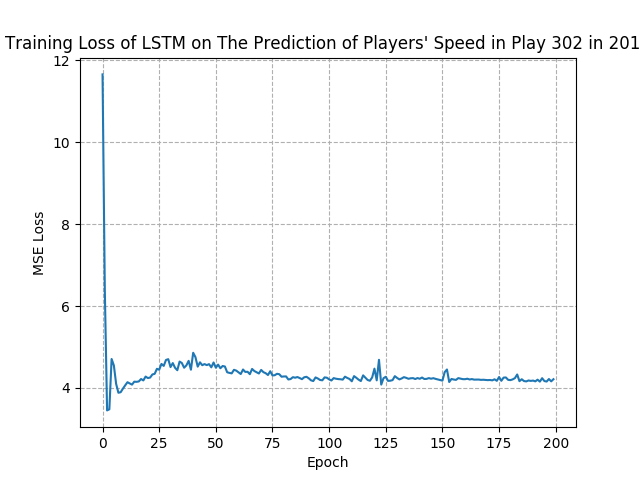 Training Loss of LSTM on The Prediction of Players' Speed in Play 302 in 201
12
10
8
6
4
MSE Loss
0 25 50 75 100 125 150 175 200
Epoch